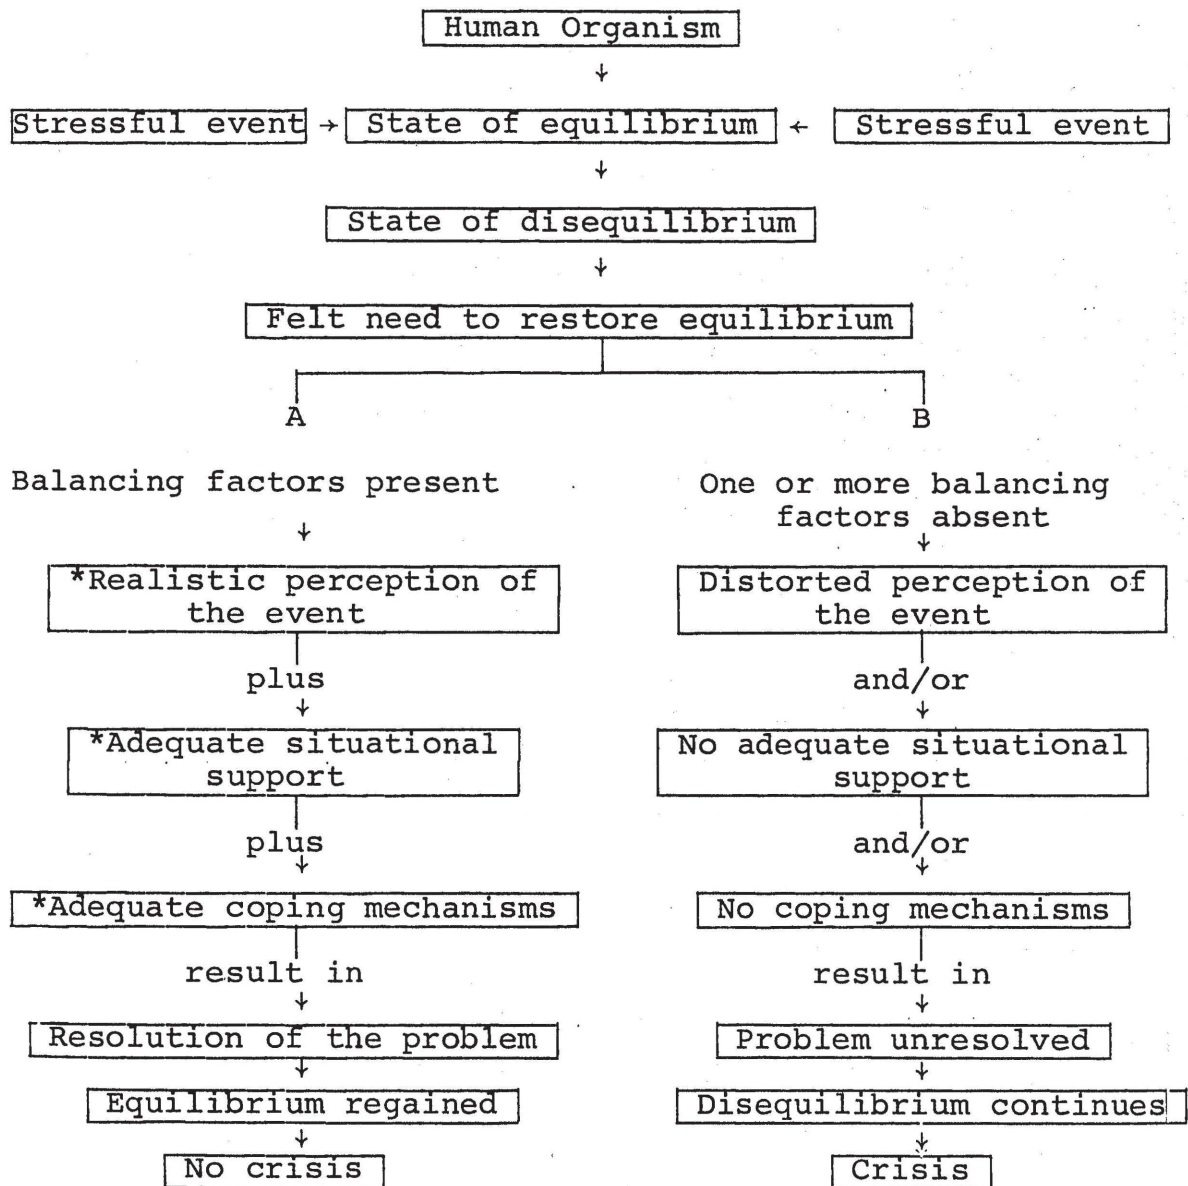 Human Organism
↓
Stressful event → State of equilibrium ← Stressful event
↓
State of disequilibrium
↓
Felt need to restore equilibrium
A
B
Balancing factors present
↓
*Realistic perception of
the event
plus
↓
*Adequate situational
support
plus
↓
*Adequate coping mechanisms
result in
↓
Resolution of the problem
↓
Equilibrium regained
↓
No crisis
One or more balancing
factors absent
↓
Distorted perception of
the event
and/or
↓
No adequate situational
support
and/or
↓
No coping mechanisms
result in
↓
Problem unresolved
↓
Disequilibrium continues
↓
Crisis